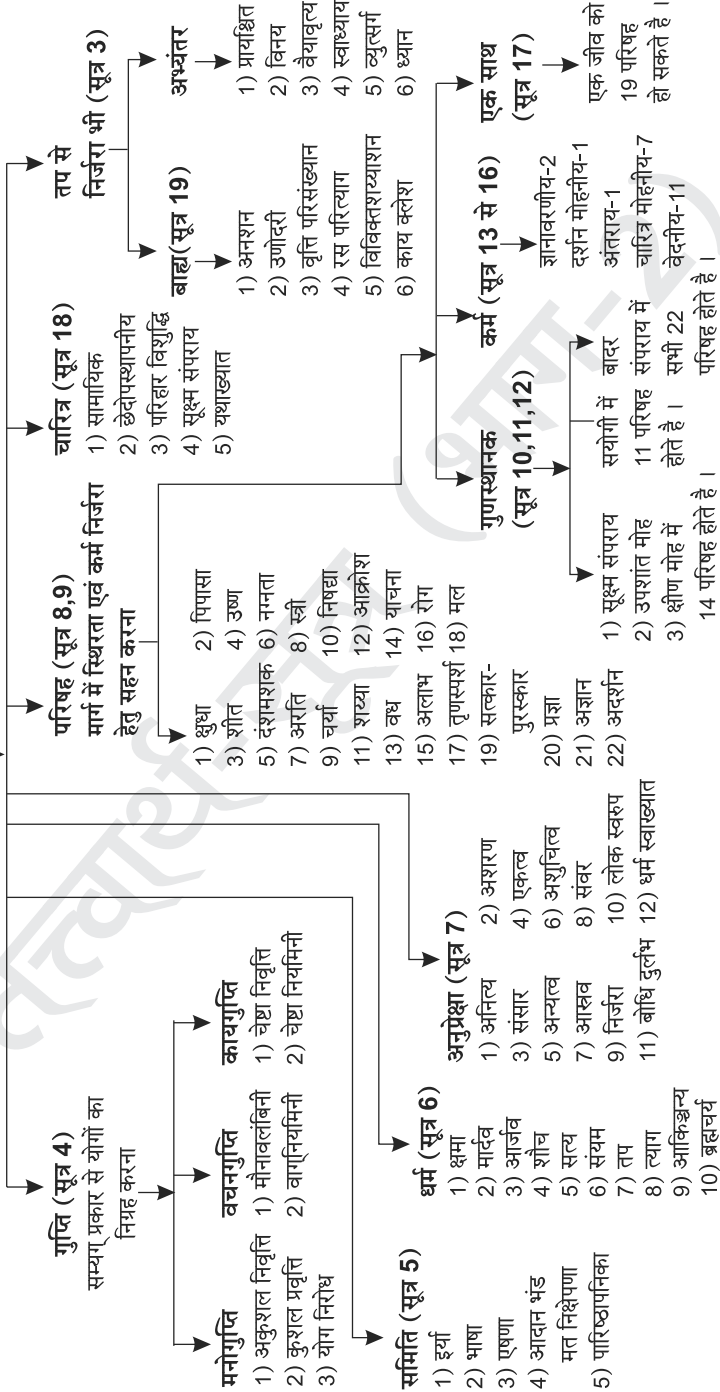 गुप्ति (सूत्र 4)
सम्यग् प्रकार से योगों का
निग्रह करना
मनोगुप्ति
1) अकुशल निवृत्ति
2) कुशल प्रवृत्ति
3) योग निरोध
वचनगुप्ति
1) मौनावलंबिनी
2) वाग्‌नियामिनी
कायगुप्ति
1) चेष्टा निवृत्ति
2) चेष्टा नियमिनी
समिति (सूत्र 5)
1) इर्या
2) भाषा
3) एषणा
4) आदान भंड
मत निक्षेपणा
5) पारिष्ठापनिका
धर्म (सूत्र 6)
1) क्षमा
2) मार्दव
3) आर्जव
4) शौच
5) सत्य
6) संयम
7) तप
8) त्याग
9) आकिञ्चन्य
10) ब्रह्मचर्य
अनुप्रेक्षा (सूत्र 7)
1) अनित्य 2) अशरण
3) संसार 4) एकत्व
5) अन्यत्व 6) अशुचित्व
7) आस्रव 8) संवर
9) निर्जरा 10) लोक स्वरुप
11) बोधि दुर्लभ 12) धर्म स्वाख्यात
परिषह (सूत्र 8,9)
मार्ग में स्थिरता एवं कर्म निर्जरा
हेतु सहन करना
1) क्षुधा 2) पिपासा
3) शीत 4) उष्ण
5) दंशमशक 6) नग्नता
7) अरति 8) स्त्री
9) चर्या 10) निषद्या
11) शय्या 12) आक्रोश
13) वध 14) याचना
15) अलाभ 16) रोग
17) तृणस्पर्श 18) मल
19) सत्कार-
पुरस्कार
20) प्रज्ञा
21) अज्ञान
22) अदर्शन
गुणस्थानक
(सूत्र 10,11,12)
1) सूक्ष्म संपराय
2) उपशांत मोह
3) क्षीण मोह में
14 परिषह होते है ।
सयोगी में
11 परिषह
होते है ।
बादर
संपराय में
सभी 22
परिषह होते है ।
कर्म (सूत्र 13 से 16)
ज्ञानावरणीय-2
दर्शन मोहनीय-1
अंतराय-1
चारित्र मोहनीय-7
वेदनीय-11
एक साथ
(सूत्र 17)
एक जीव को
19 परिषह
हो सकते है ।
चारित्र (सूत्र 18)
1) सामायिक
2) छेदोपस्थापनीय
3) परिहार विशुद्धि
4) सूक्ष्म संपराय
5) यथाख्यात
तप से
निर्जरा भी (सूत्र 3)
बाह्य(सूत्र 19)
1) अनशन
2) उणोदरी
3) वृत्ति परिसंख्यान
4) रस परित्याग
5) विविक्तशय्याशन
6) काय क्लेश
अभ्यंतर
1) प्रायश्चित
2) विनय
3) वैयावृत्य
4) स्वाध्याय
5) व्युत्सर्ग
6) ध्यान
तत्त्वार्थ-सूत्र (भाग-2)